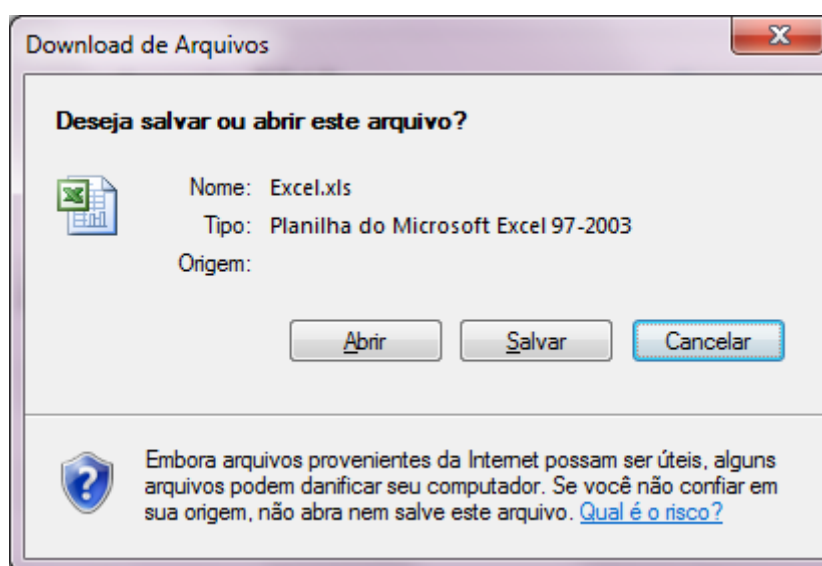 Download de Arquivos
Deseja salvar ou abrir este arquivo?
Nome: Excel.xls
Tipo: Planilha do Microsoft Excel 97-2003
Origem:
Abrir Salvar Cancelar
Embora arquivos provenientes da Internet possam ser úteis, alguns
arquivos podem danificar seu computador. Se você não confiar em
sua origem, não abra nem salve este arquivo. Qual é o risco?